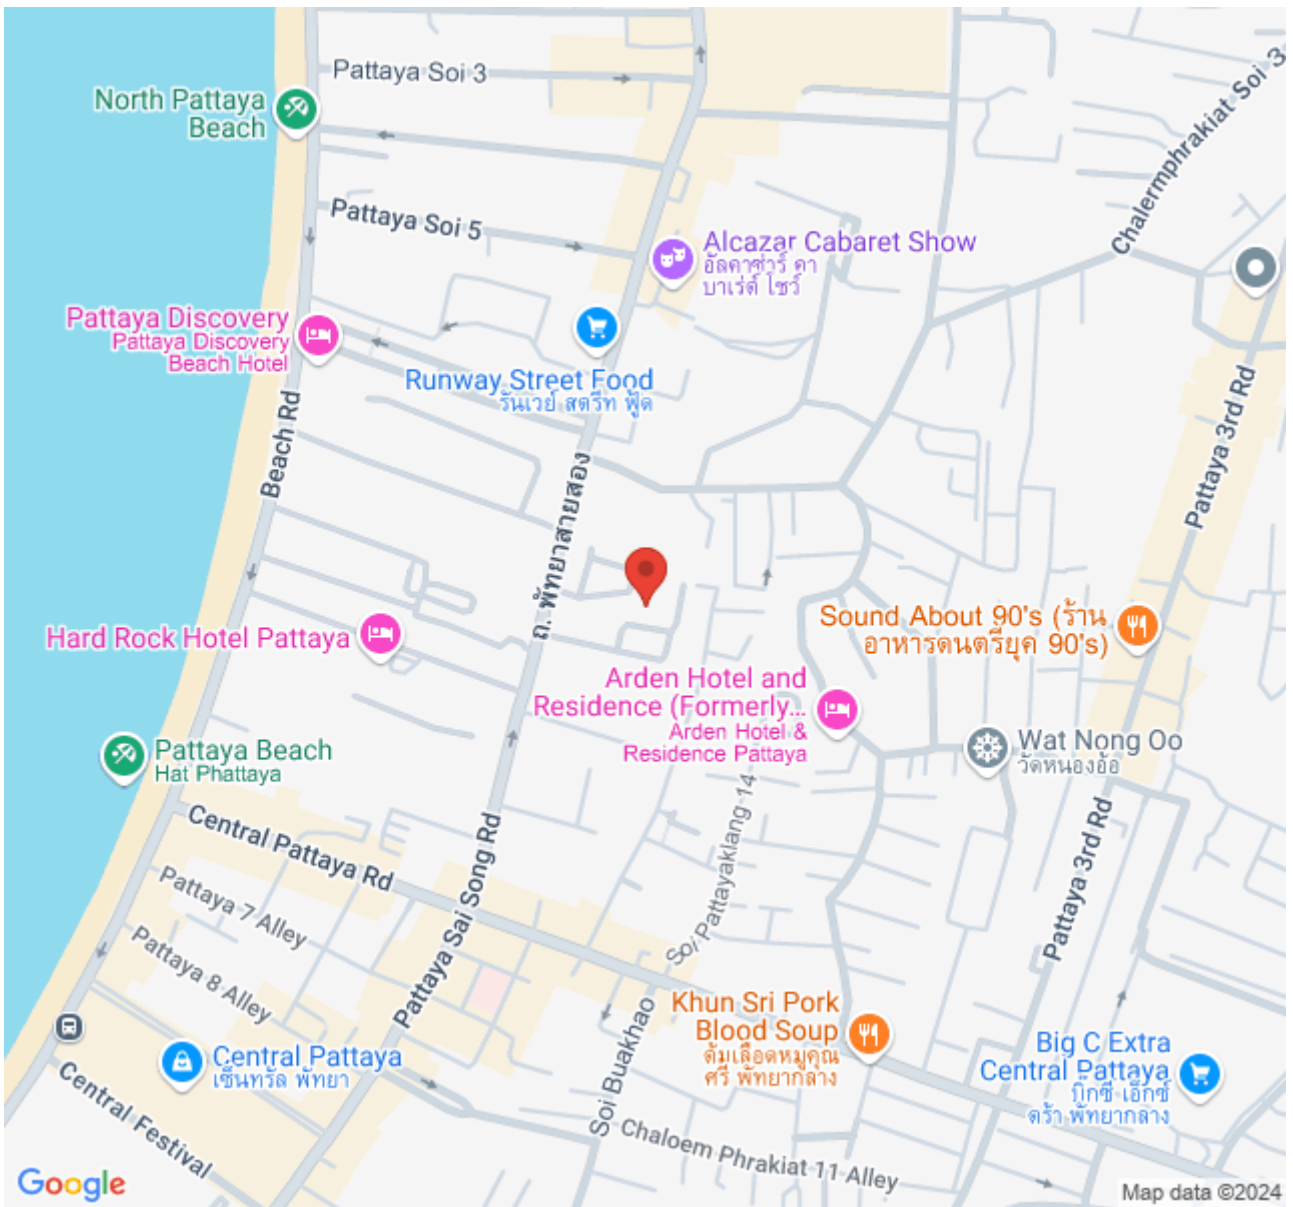 Pattaya Soi 3
North Pattaya
Beach
Chalermphrakiat Soi 3
Pattaya Soi 5
Alcazar Cabaret Show
อัลคาซ่าร์ คา
บาเร่ต์ โชว์
Pattaya Discovery
Pattaya Discovery
Beach Hotel
Runway Street Food
รันเวย์ สตรีท ฟู้ด
Beach Rd
Pattaya 3rd Rd
ถ. พัทยาสายสอง
Sound About 90's (ร้าน
อาหารดนตรียุค 90's)
Hard Rock Hotel Pattaya
Arden Hotel and
Residence (Formerly...
Arden Hotel &
Residence Pattaya
Wat Nong Oo
วัดหนองอ้อ
Pattaya Beach
Hat Phattaya
Central Pattaya Rd
Pattaya Sai Song Rd
Soi Pattayaklang 14
Pattaya 3rd Rd
Pattaya 7 Alley
Pattaya 8 Alley
Khun Sri Pork
Blood Soup
ต้มเลือดหมูคุณ
ศรี พัทยากลาง
Soi Buakhao
Central Pattaya
เซ็นทรัล พัทยา
Big C Extra
Central Pattaya
บิ๊กซี เอ็กซ์
ตร้า พัทยากลาง
Central Festival
Chaloem Phrakiat 11 Alley
Google
Map data ©2024